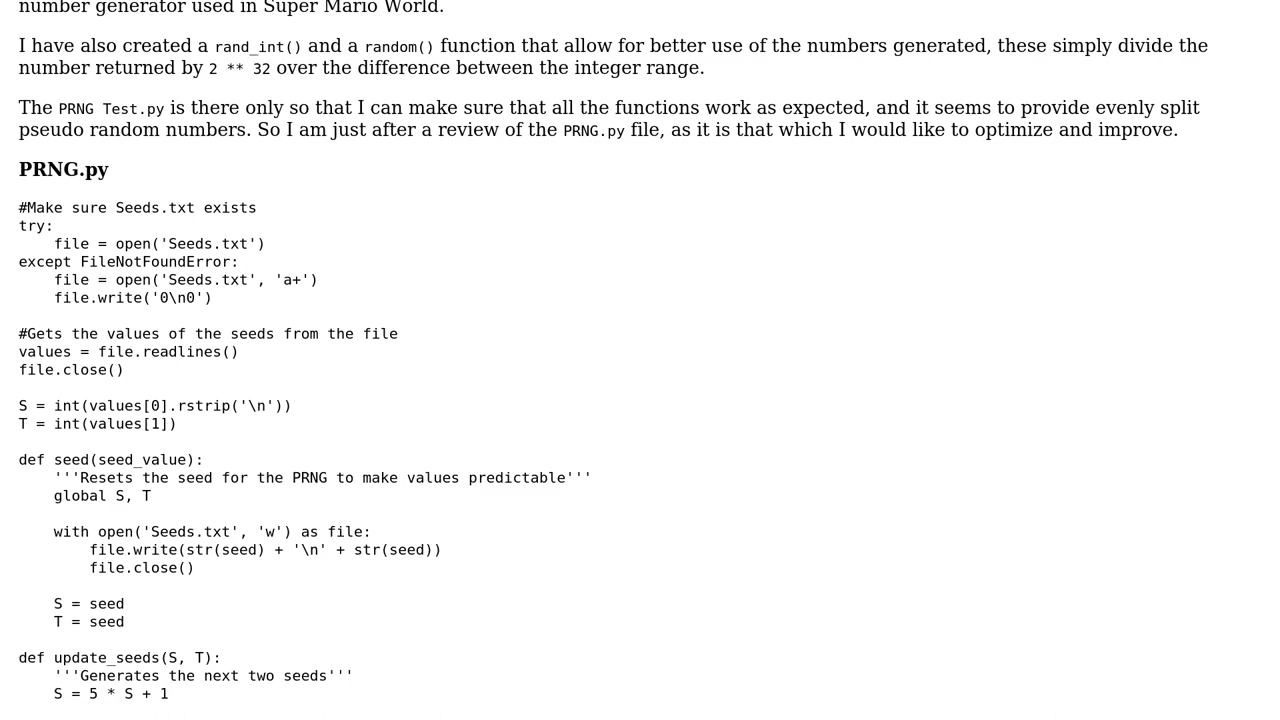 number generator used in Super Mario World.
I have also created a rand_int() and a random() function that allow for better use of the numbers generated, these simply divide the
number returned by 2 ** 32 over the difference between the integer range.
The PRNG Test.py is there only so that I can make sure that all the functions work as expected, and it seems to provide evenly split
pseudo random numbers. So I am just after a review of the PRNG.py file, as it is that which I would like to optimize and improve.
PRNG.py
#Make sure Seeds.txt exists
try:
    file = open('Seeds.txt')
except FileNotFoundError:
    file = open('Seeds.txt', 'a+')
    file.write('0\n0')
#Gets the values of the seeds from the file
values = file.readlines()
file.close()
S = int(values[0].rstrip('\n'))
T = int(values[1])
def seed(seed_value):
    '''Resets the seed for the PRNG to make values predictable'''
    global S, T
    with open('Seeds.txt', 'w') as file:
        file.write(str(seed) + '\n' + str(seed))
        file.close()
    S = seed
    T = seed
def update_seeds(S, T):
    '''Generates the next two seeds'''
    S = 5 * S + 1